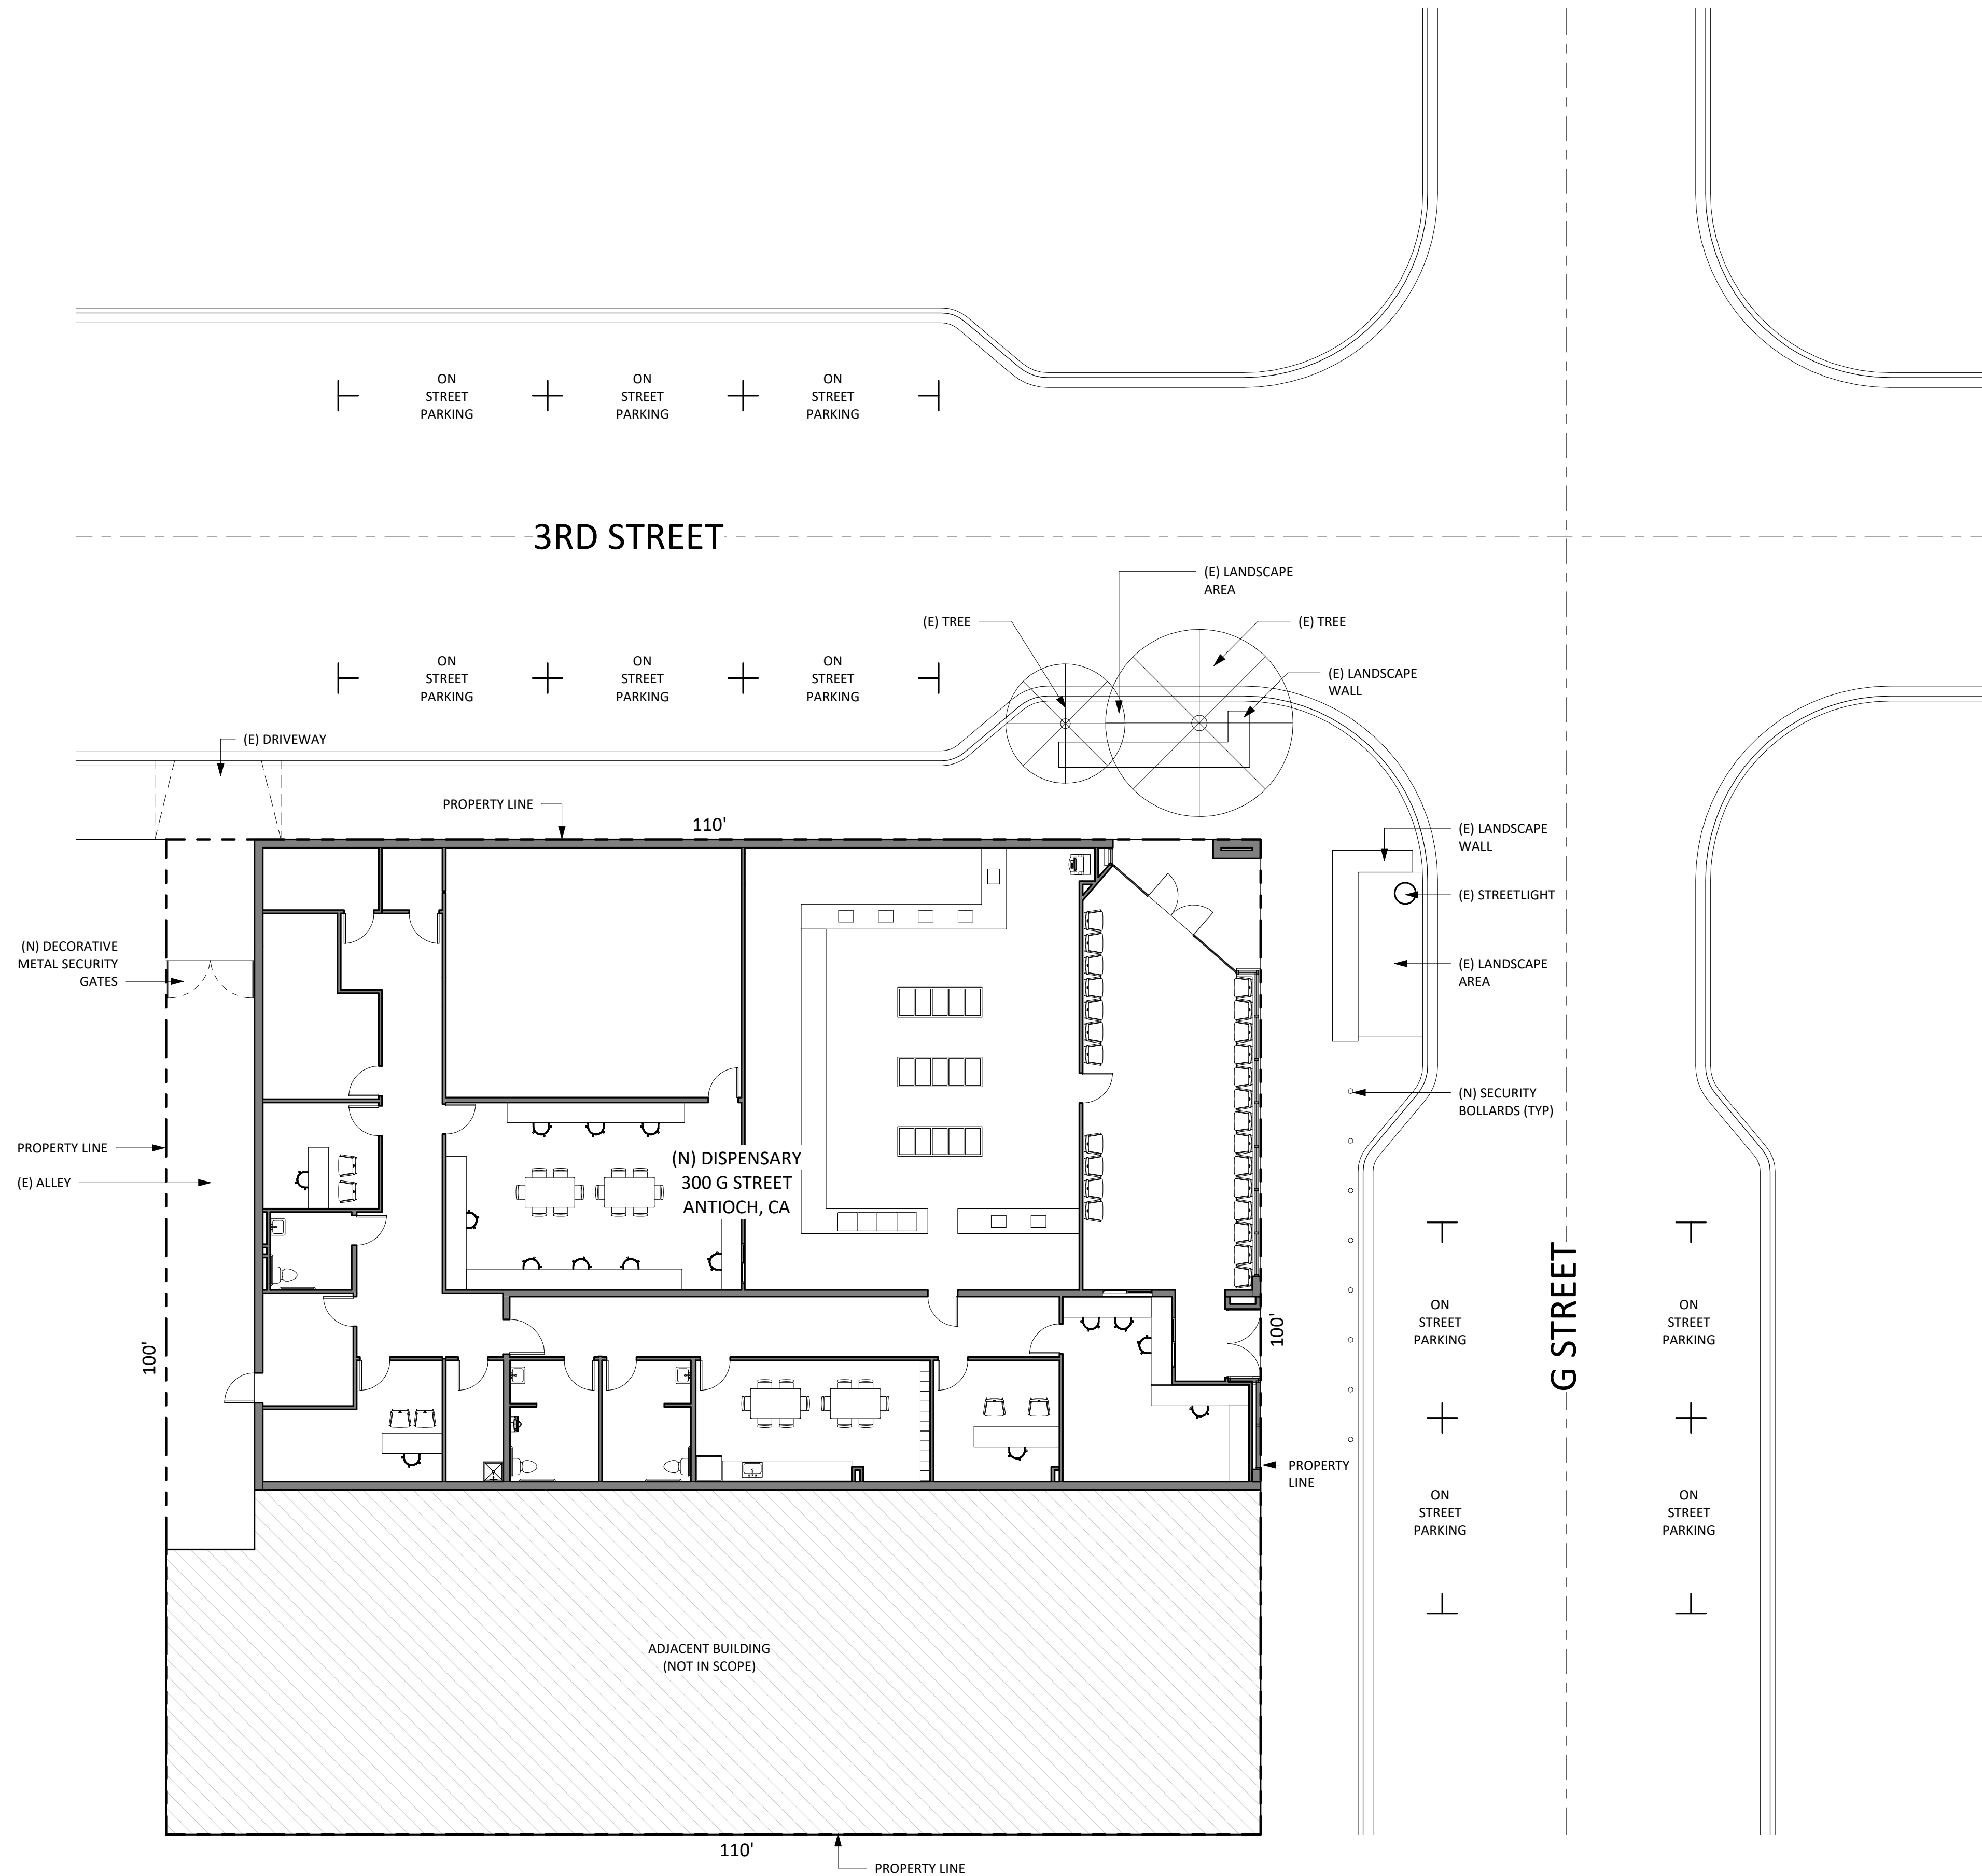 ON
STREET
PARKING
ON
STREET
PARKING
ON
STREET
PARKING
3RD STREET
(E) LANDSCAPE
AREA
(E) TREE
(E) TREE
ON
STREET
PARKING
ON
STREET
PARKING
ON
STREET
PARKING
(E) LANDSCAPE
WALL
(E) DRIVEWAY
PROPERTY LINE
110'
(E) LANDSCAPE
WALL
(E) STREETLIGHT
(N) DECORATIVE
METAL SECURITY
GATES
(E) LANDSCAPE
AREA
(N) SECURITY
BOLLARDS (TYP)
PROPERTY LINE
(E) ALLEY
(N) DISPENSARY
300 G STREET
ANTIOCH, CA
G STREET
ON
STREET
PARKING
ON
STREET
PARKING
100'
100'
PROPERTY
LINE
ON
STREET
PARKING
ON
STREET
PARKING
ADJACENT BUILDING
(NOT IN SCOPE)
110'
PROPERTY LINE